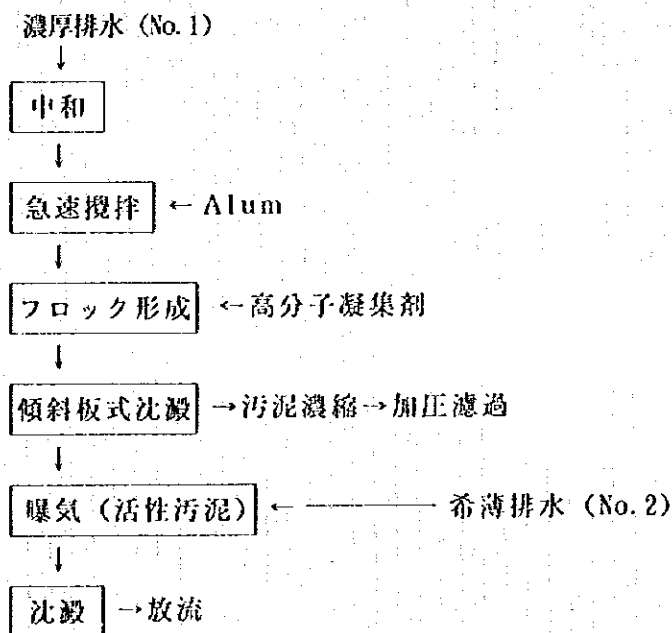 濃厚排水 (No.1)
↓
中和
↓
急速攪拌 ← Alum
↓
フロック形成 ←高分子凝集剤
↓
傾斜板式沈澱 →汚泥濃縮→加圧濾過
↓
曝気 (活性汚泥) ← 希薄排水 (No.2)
↓
沈澱 →放流